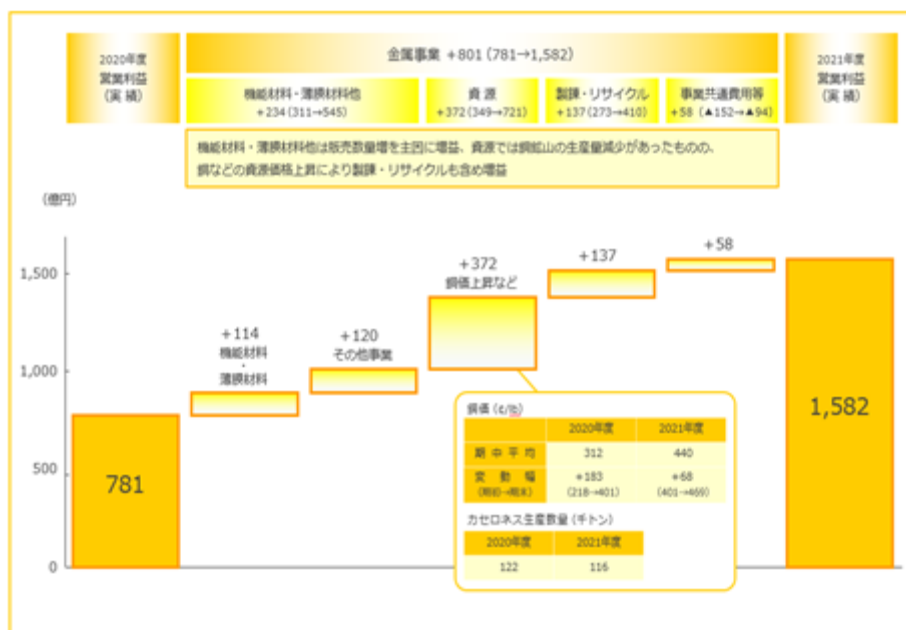 2020年度
営業利益
(実績)
金属事業 +801(781→1,582)
2021年度
営業利益
(実績)
機能材料・薄膜材料他
+234(311→545)
資源
+372(349→721)
製錬・リサイクル
+137(273→410)
事業共通費用等
+58 (▲152→▲94)
機能材料・薄膜材料他は販売数量増を主因に増益、資源では銅鉱山の生産量減少があったものの、
銅などの資源価格上昇により製錬・リサイクルも含め増益
(億円)
1,500
1,000
500
0
781
+114
機能材料
・
薄膜材料
+120
その他事業
+372
銅価上昇など
+137
+58
1,582
銅価(¢/lb)
2020年度 2021年度
期中平均 312 440
変動幅 +183 +68
(期初→期末) (218→401) (401→469)
カセロネス生産数量(千トン)
2020年度 2021年度
122 116